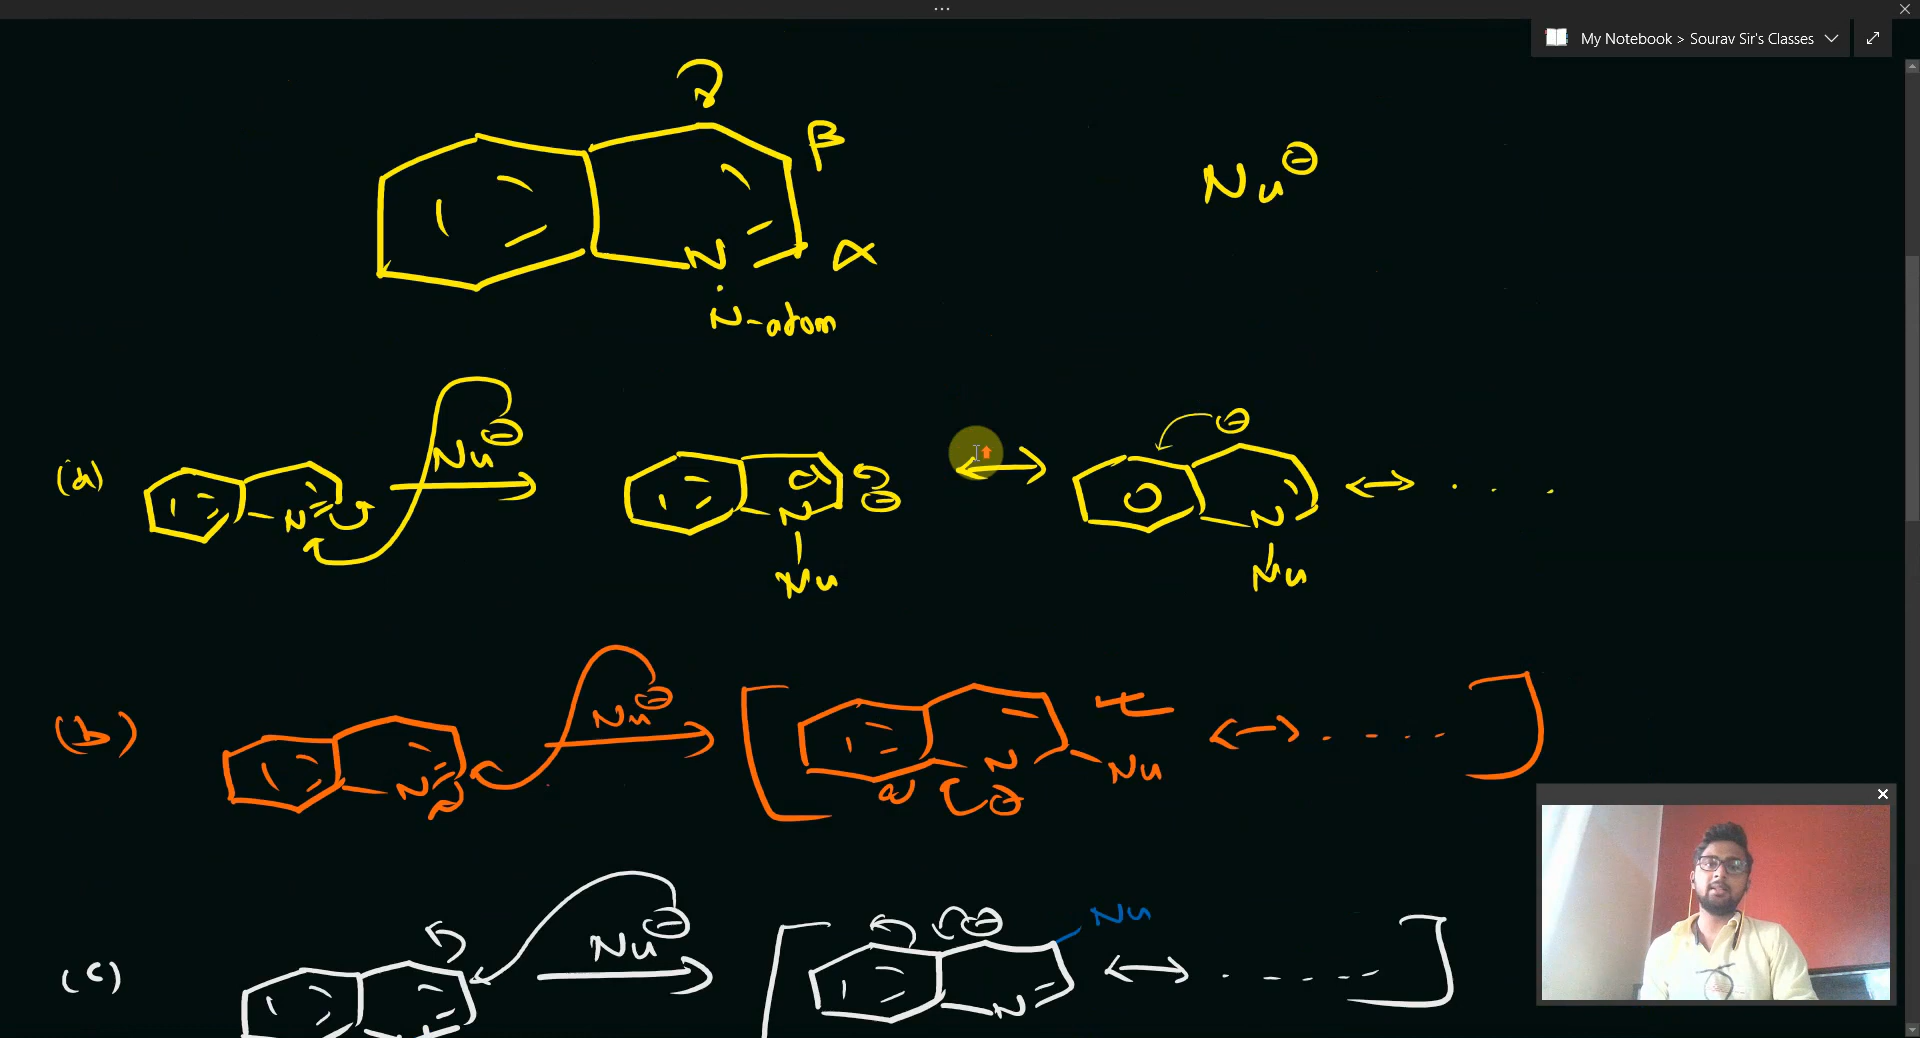 My Notebook > Sourav Sir's Classes
γ
β
Nu⊖
N
α
N-atom
(a)
Nu⊖
N
N
⊖
Nu
⊖
N
Nu
(b)
Nu⊖
N
N
⊖
Nu
(c)
Nu⊖
⊖
Nu
N